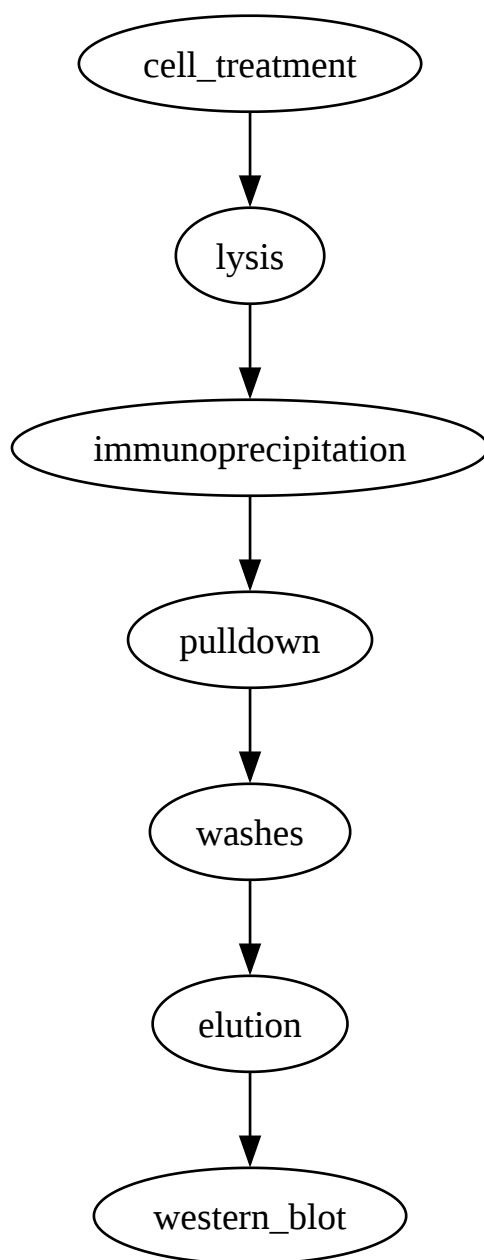 cell_treatment
lysis
immunoprecipitation
pulldown
washes
elution
western_blot